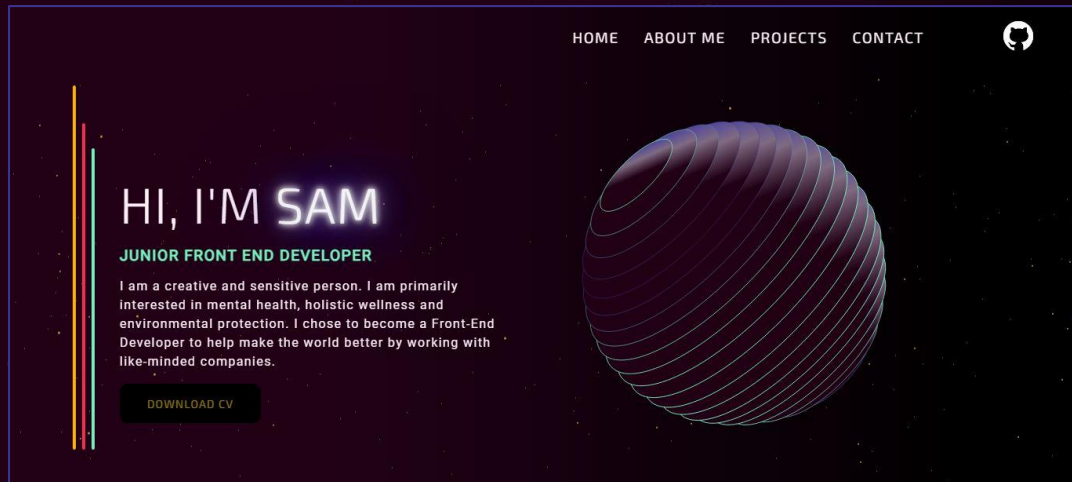 HOME ABOUT ME PROJECTS CONTACT
HI, I'M SAM
JUNIOR FRONT END DEVELOPER
I am a creative and sensitive person. I am primarily
interested in mental health, holistic wellness and
environmental protection. I chose to become a Front-End
Developer to help make the world better by working with
like-minded companies.
DOWNLOAD CV